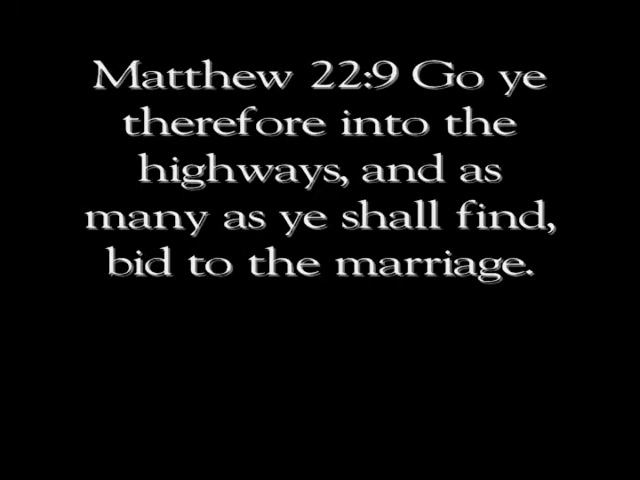 Matthew 22:9 Go ye
therefore into the
highways, and as
many as ye shall find,
bid to the marriage.